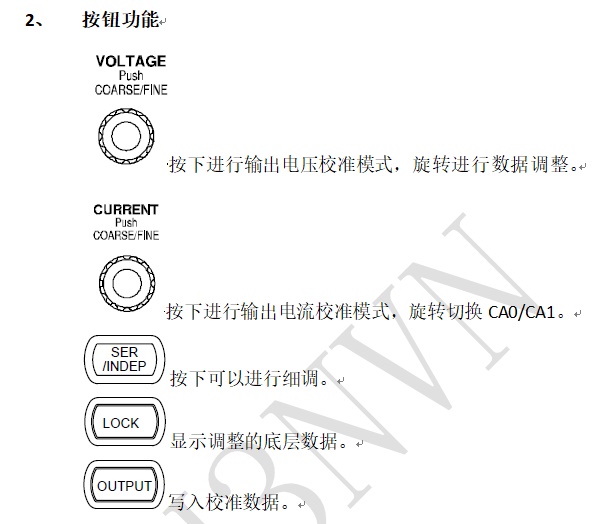 2、 按钮功能
VOLTAGE
Push
COARSE/FINE
按下进行输出电压校准模式，旋转进行数据调整。
CURRENT
Push
COARSE/FINE
按下进行输出电流校准模式，旋转切换 CA0/CA1。
SER
/INDEP
按下可以进行细调。
LOCK
显示调整的底层数据。
OUTPUT
写入校准数据。